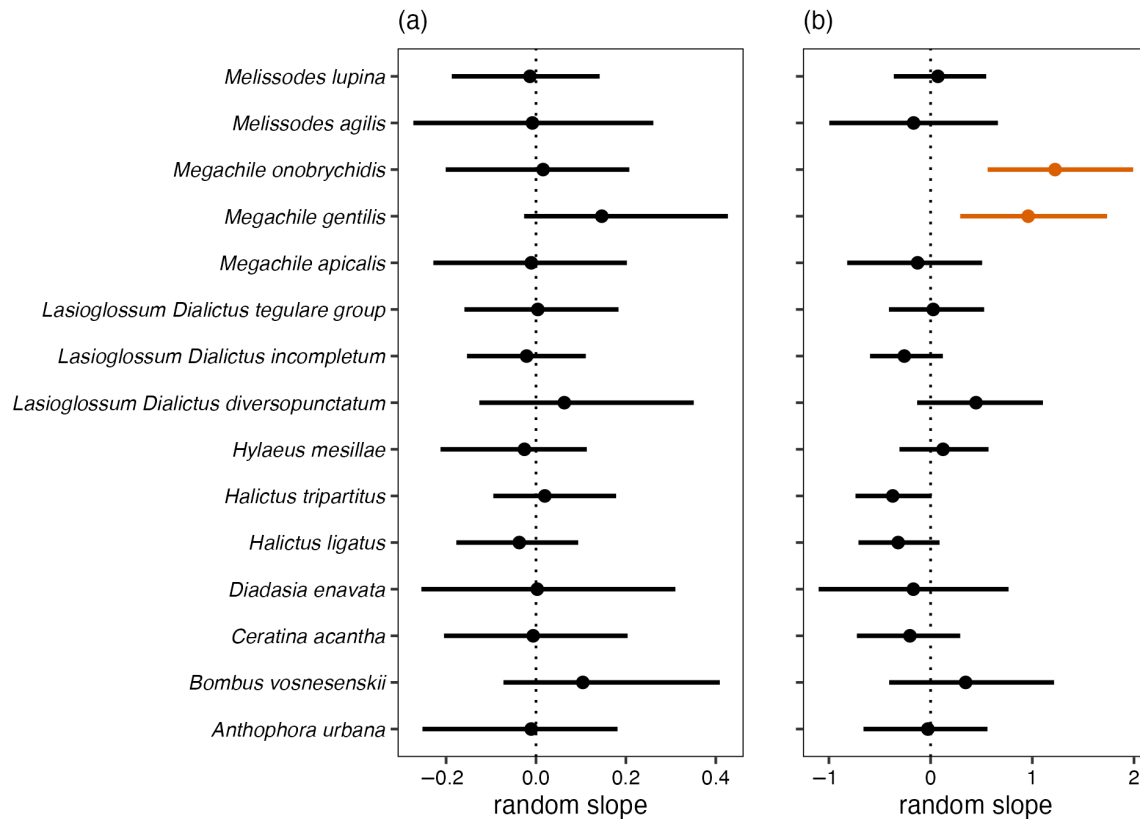 (a)
(b)
Melissodes lupina
Melissodes agilis
Megachile onobrychidis
Megachile gentilis
Megachile apicalis
Lasioglossum Dialictus tegulare group
Lasioglossum Dialictus incompletum
Lasioglossum Dialictus diversopunctatum
Hylaeus mesillae
Halictus tripartitus
Halictus ligatus
Diadasia enavata
Ceratina acantha
Bombus vosnesenskii
Anthophora urbana
−0.2 0.0 0.2 0.4
−1 0 1 2
random slope
random slope